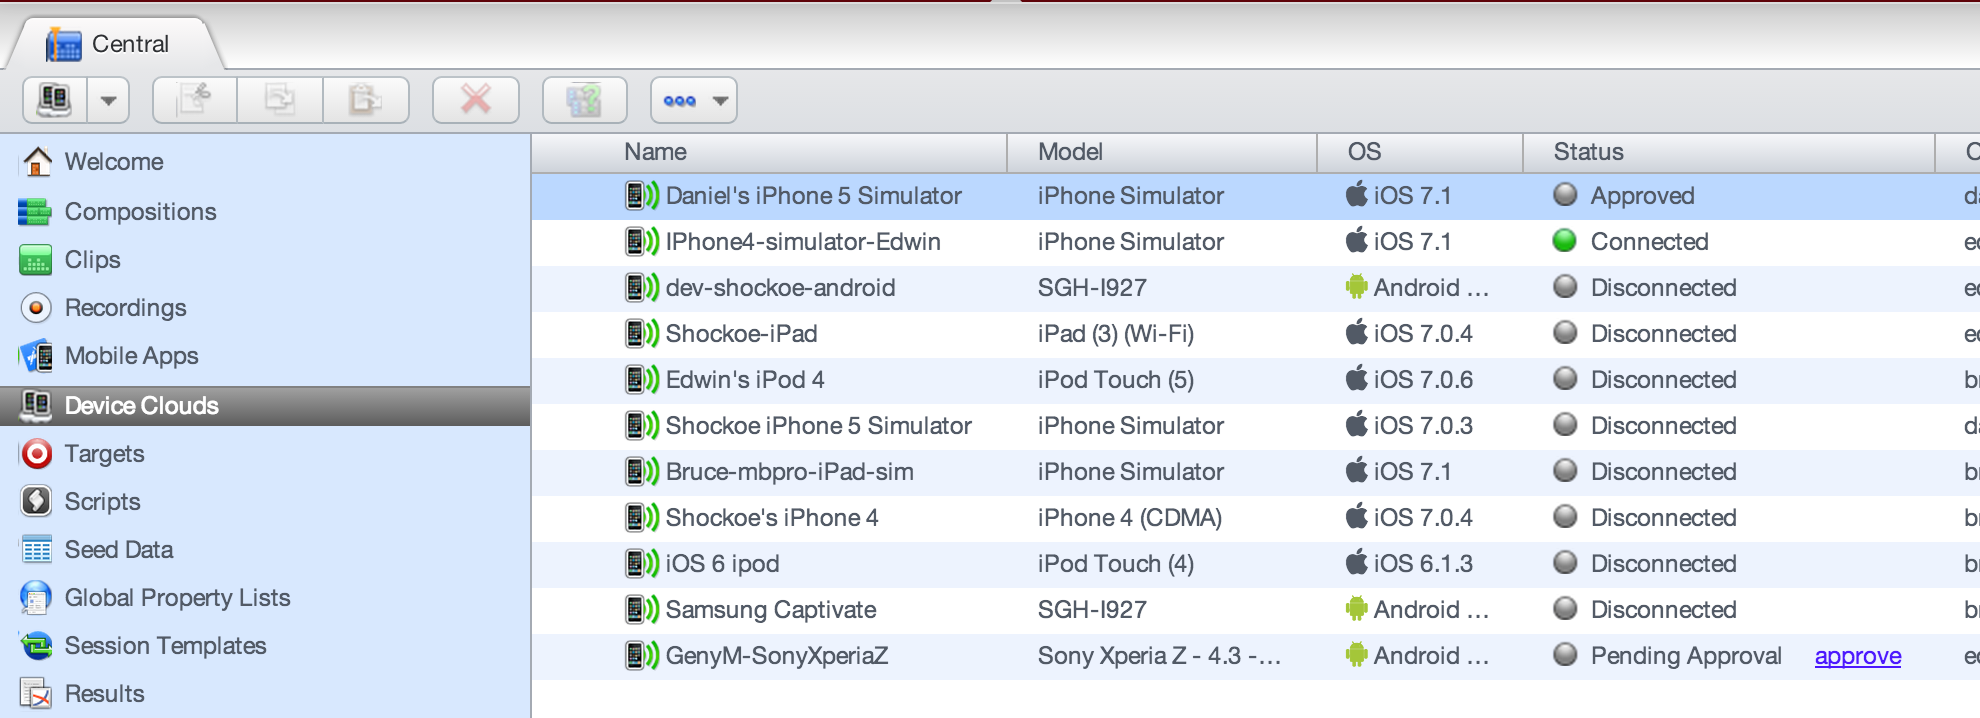 Central
Name Model OS Status
Welcome
Compositions
Clips
Recordings
Mobile Apps
Device Clouds
Targets
Scripts
Seed Data
Global Property Lists
Session Templates
Results
Daniel's iPhone 5 Simulator iPhone Simulator iOS 7.1 Approved
IPhone4-simulator-Edwin iPhone Simulator iOS 7.1 Connected
dev-shockoe-android SGH-I927 Android ... Disconnected
Shockoe-iPad iPad (3) (Wi-Fi) iOS 7.0.4 Disconnected
Edwin's iPod 4 iPod Touch (5) iOS 7.0.6 Disconnected
Shockoe iPhone 5 Simulator iPhone Simulator iOS 7.0.3 Disconnected
Bruce-mbpro-iPad-sim iPhone Simulator iOS 7.1 Disconnected
Shockoe's iPhone 4 iPhone 4 (CDMA) iOS 7.0.4 Disconnected
iOS 6 ipod iPod Touch (4) iOS 6.1.3 Disconnected
Samsung Captivate SGH-I927 Android ... Disconnected
GenyM-SonyXperiaZ Sony Xperia Z - 4.3 -... Android ... Pending Approval approve